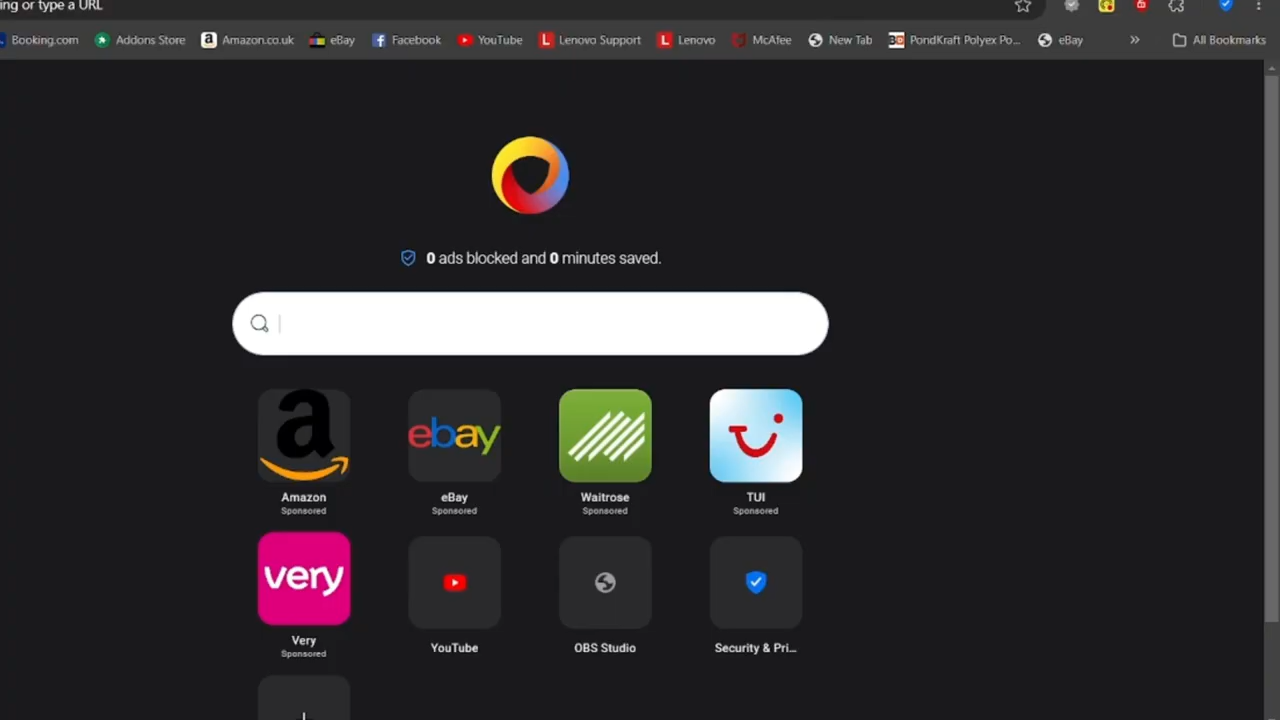 ing or type a URL
Booking.com Addons Store Amazon.co.uk eBay Facebook YouTube Lenovo Support Lenovo McAfee New Tab PondKraft Polyex Po... eBay » All Bookmarks
0 ads blocked and 0 minutes saved.
ebay
very
Amazon eBay Waitrose TUI
Sponsored Sponsored Sponsored Sponsored
Very YouTube OBS Studio Security & Pri...
Sponsored